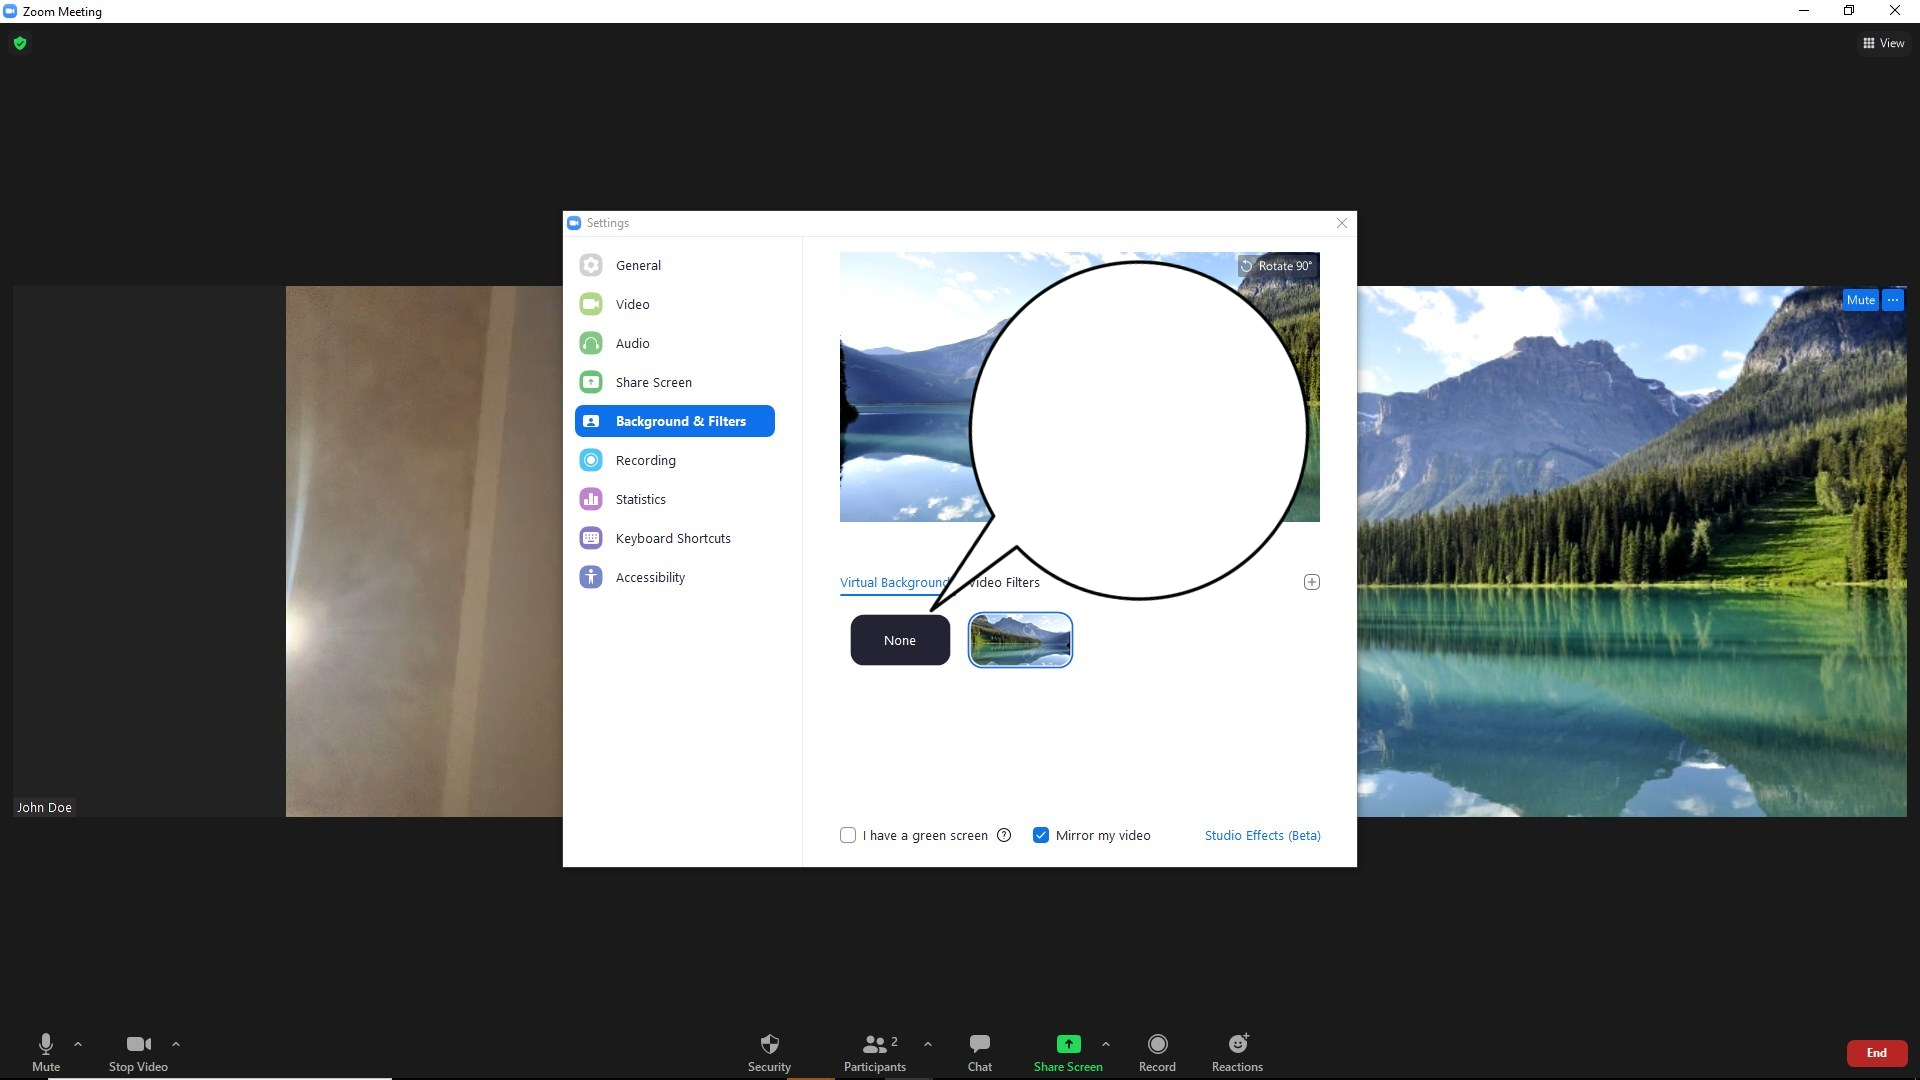 Zoom Meeting
View
Settings
General
Video
Audio
Share Screen
Background & Filters
Recording
Statistics
Keyboard Shortcuts
Accessibility
Rotate 90°
Virtual Background
Video Filters
None
I have a green screen
Mirror my video
Studio Effects (Beta)
Mute
John Doe
Mute
Stop Video
Security
Participants 2
Chat
Share Screen
Record
Reactions
End